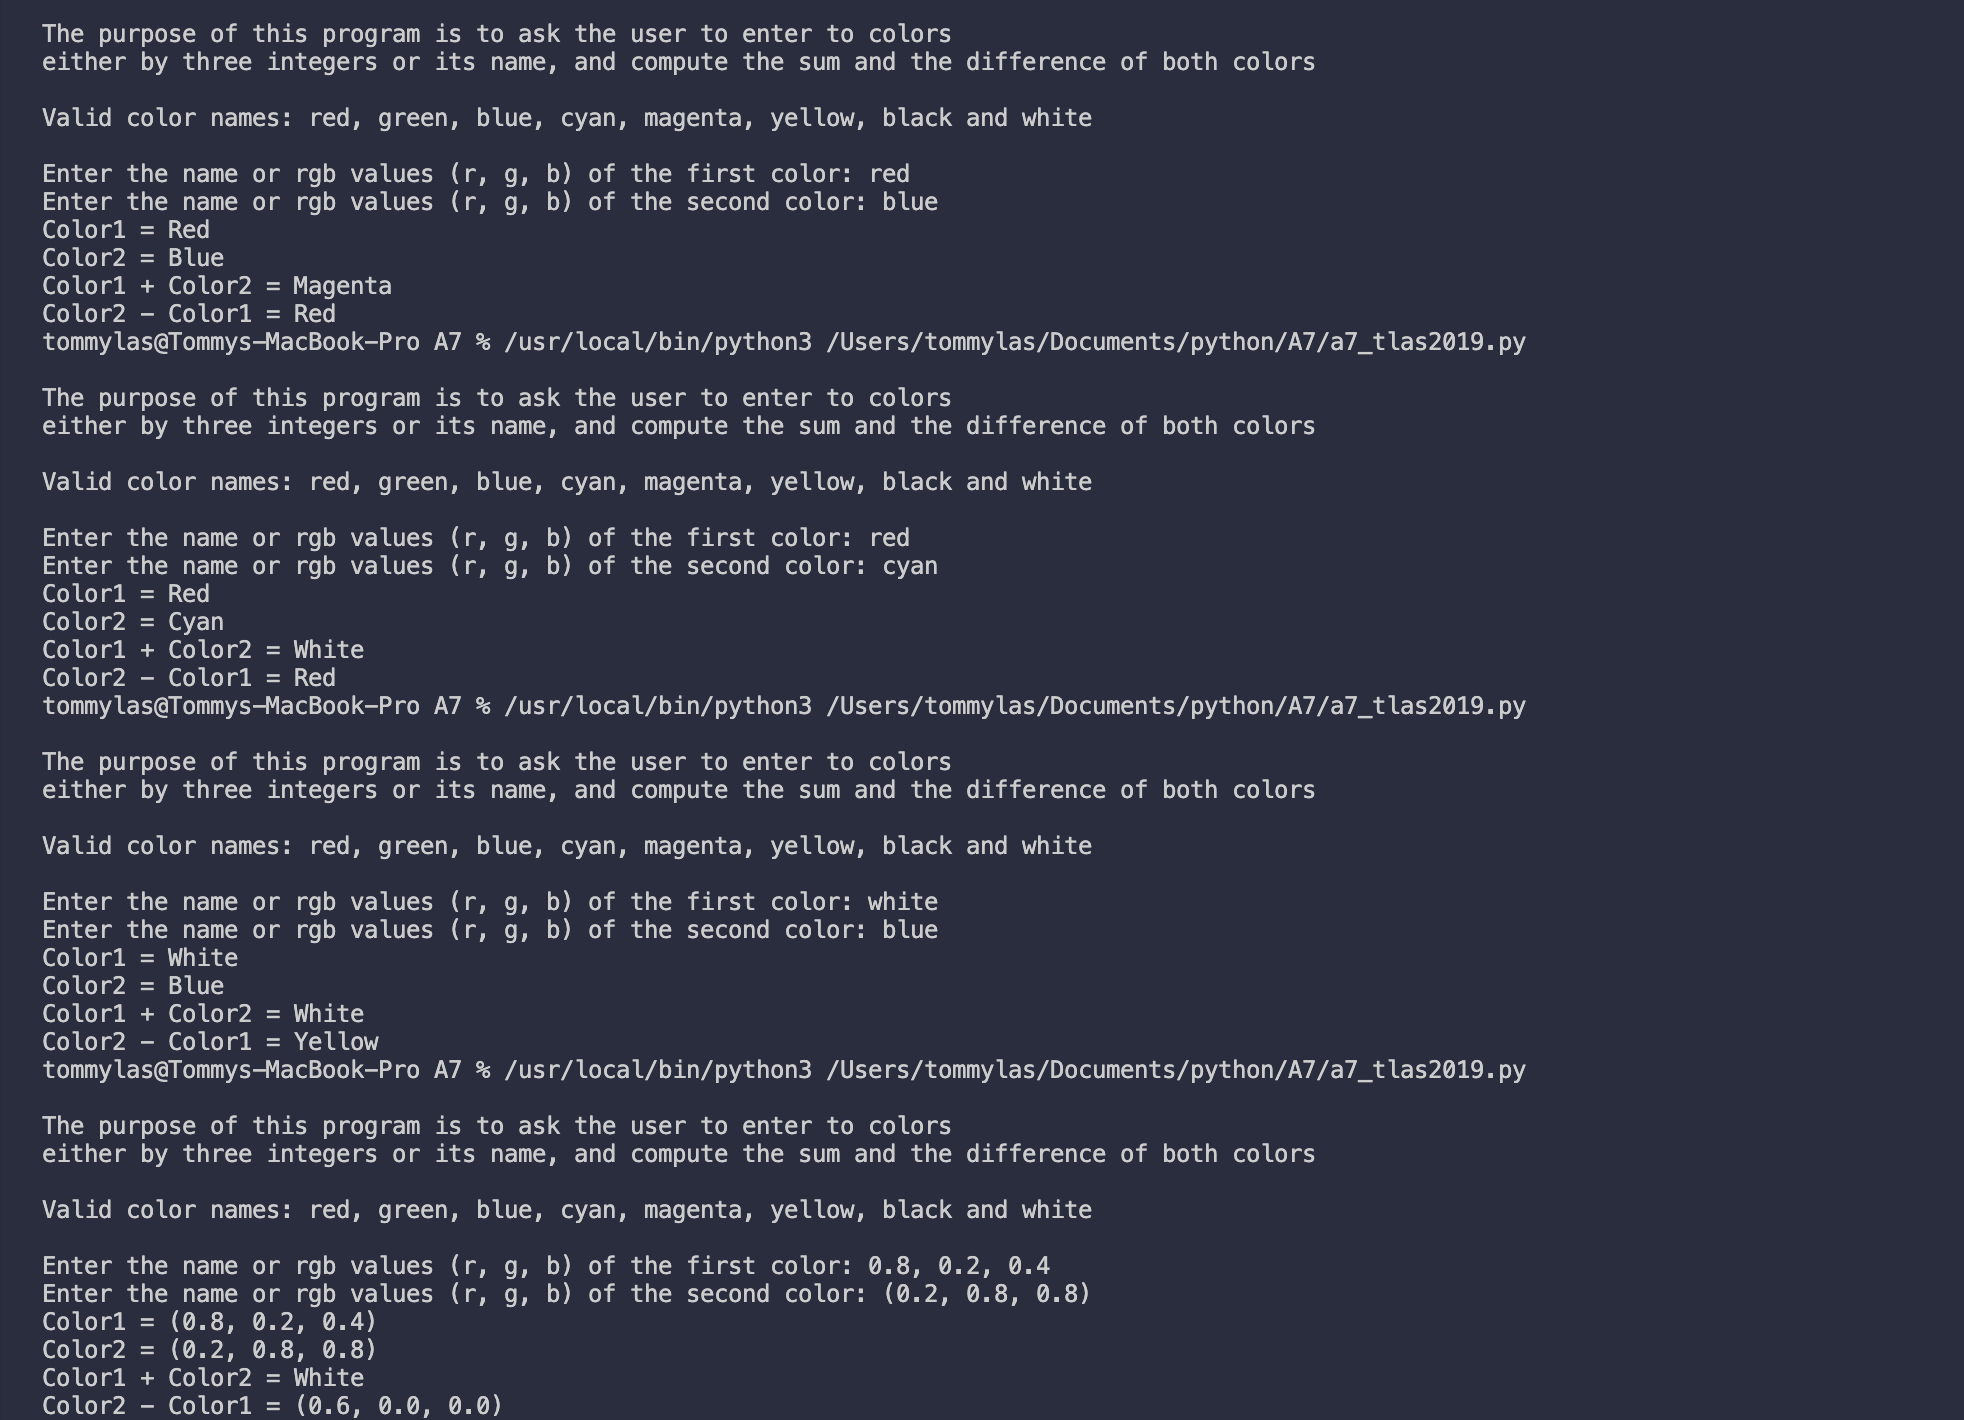 The purpose of this program is to ask the user to enter to colors
either by three integers or its name, and compute the sum and the difference of both colors
Valid color names: red, green, blue, cyan, magenta, yellow, black and white
Enter the name or rgb values (r, g, b) of the first color: red
Enter the name or rgb values (r, g, b) of the second color: blue
Color1 = Red
Color2 = Blue
Color1 + Color2 = Magenta
Color2 - Color1 = Red
tommylas@Tommys-MacBook-Pro A7 % /usr/local/bin/python3 /Users/tommylas/Documents/python/A7/a7_tlas2019.py
The purpose of this program is to ask the user to enter to colors
either by three integers or its name, and compute the sum and the difference of both colors
Valid color names: red, green, blue, cyan, magenta, yellow, black and white
Enter the name or rgb values (r, g, b) of the first color: red
Enter the name or rgb values (r, g, b) of the second color: cyan
Color1 = Red
Color2 = Cyan
Color1 + Color2 = White
Color2 - Color1 = Red
tommylas@Tommys-MacBook-Pro A7 % /usr/local/bin/python3 /Users/tommylas/Documents/python/A7/a7_tlas2019.py
The purpose of this program is to ask the user to enter to colors
either by three integers or its name, and compute the sum and the difference of both colors
Valid color names: red, green, blue, cyan, magenta, yellow, black and white
Enter the name or rgb values (r, g, b) of the first color: white
Enter the name or rgb values (r, g, b) of the second color: blue
Color1 = White
Color2 = Blue
Color1 + Color2 = White
Color2 - Color1 = Yellow
tommylas@Tommys-MacBook-Pro A7 % /usr/local/bin/python3 /Users/tommylas/Documents/python/A7/a7_tlas2019.py
The purpose of this program is to ask the user to enter to colors
either by three integers or its name, and compute the sum and the difference of both colors
Valid color names: red, green, blue, cyan, magenta, yellow, black and white
Enter the name or rgb values (r, g, b) of the first color: 0.8, 0.2, 0.4
Enter the name or rgb values (r, g, b) of the second color: (0.2, 0.8, 0.8)
Color1 = (0.8, 0.2, 0.4)
Color2 = (0.2, 0.8, 0.8)
Color1 + Color2 = White
Color2 - Color1 = (0.6, 0.0, 0.0)